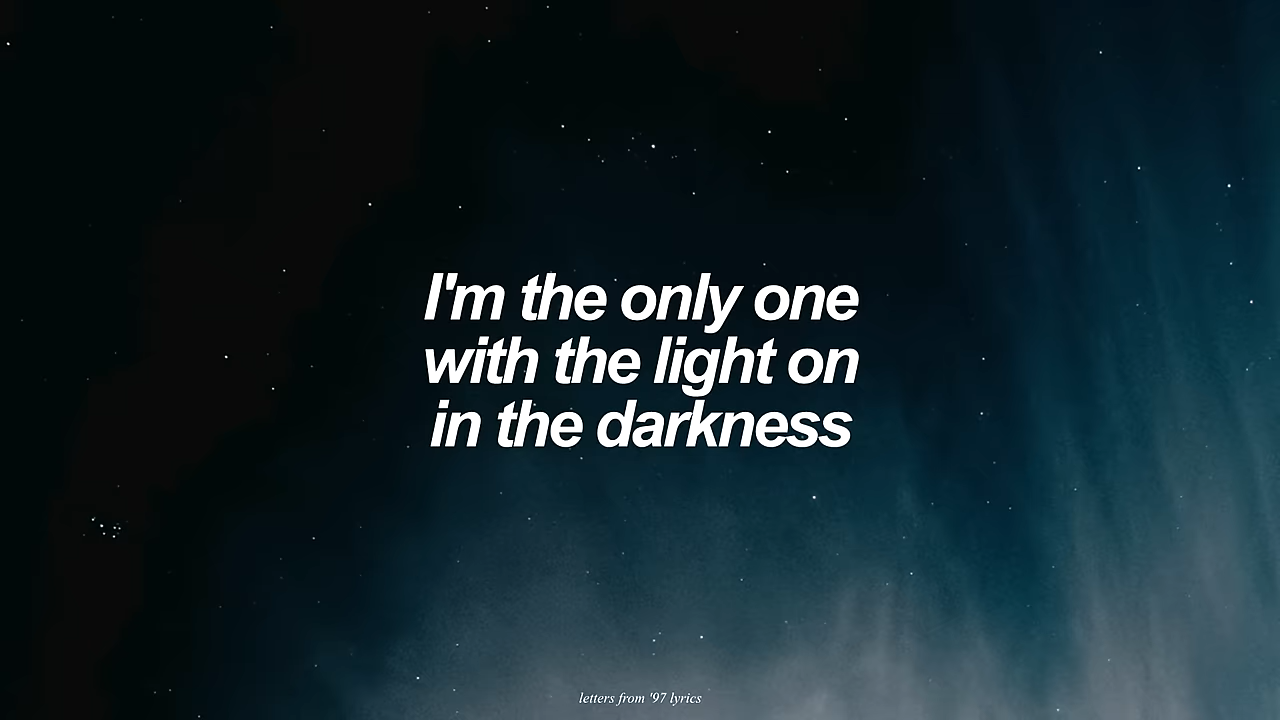 I'm the only one
with the light on
in the darkness
letters from '97 lyrics